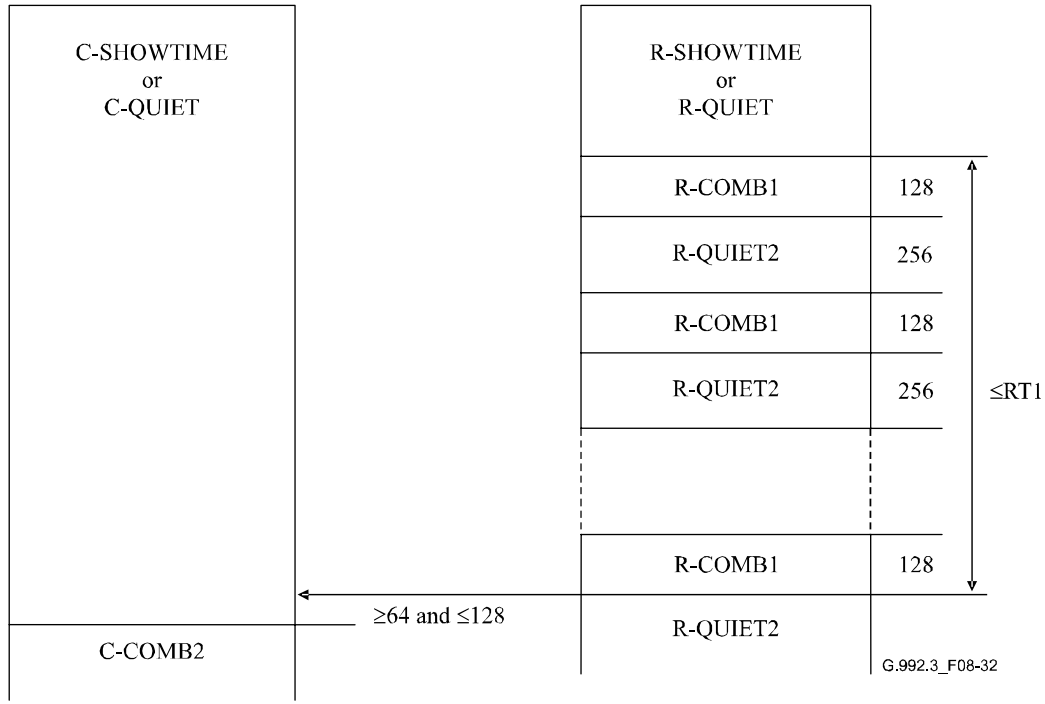 C-SHOWTIME
or
C-QUIET
R-SHOWTIME
or
R-QUIET
R-COMB1
128
R-QUIET2
256
R-COMB1
128
R-QUIET2
256
≤RT1
R-COMB1
128
≥64 and ≤128
R-QUIET2
C-COMB2
G.992.3_F08-32